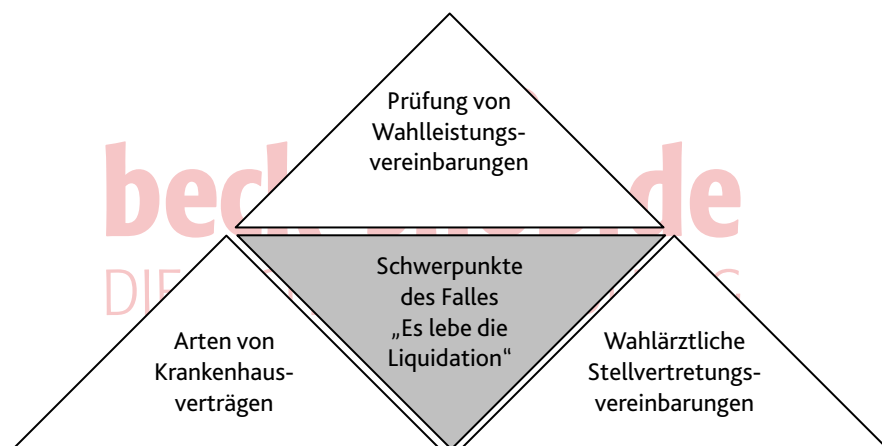 Prüfung von
Wahlleistungs-
vereinbarungen
Schwerpunkte
des Falles
„Es lebe die
Liquidation“
Arten von
Krankenhaus-
verträgen
Wahlärztliche
Stellvertretungs-
vereinbarungen